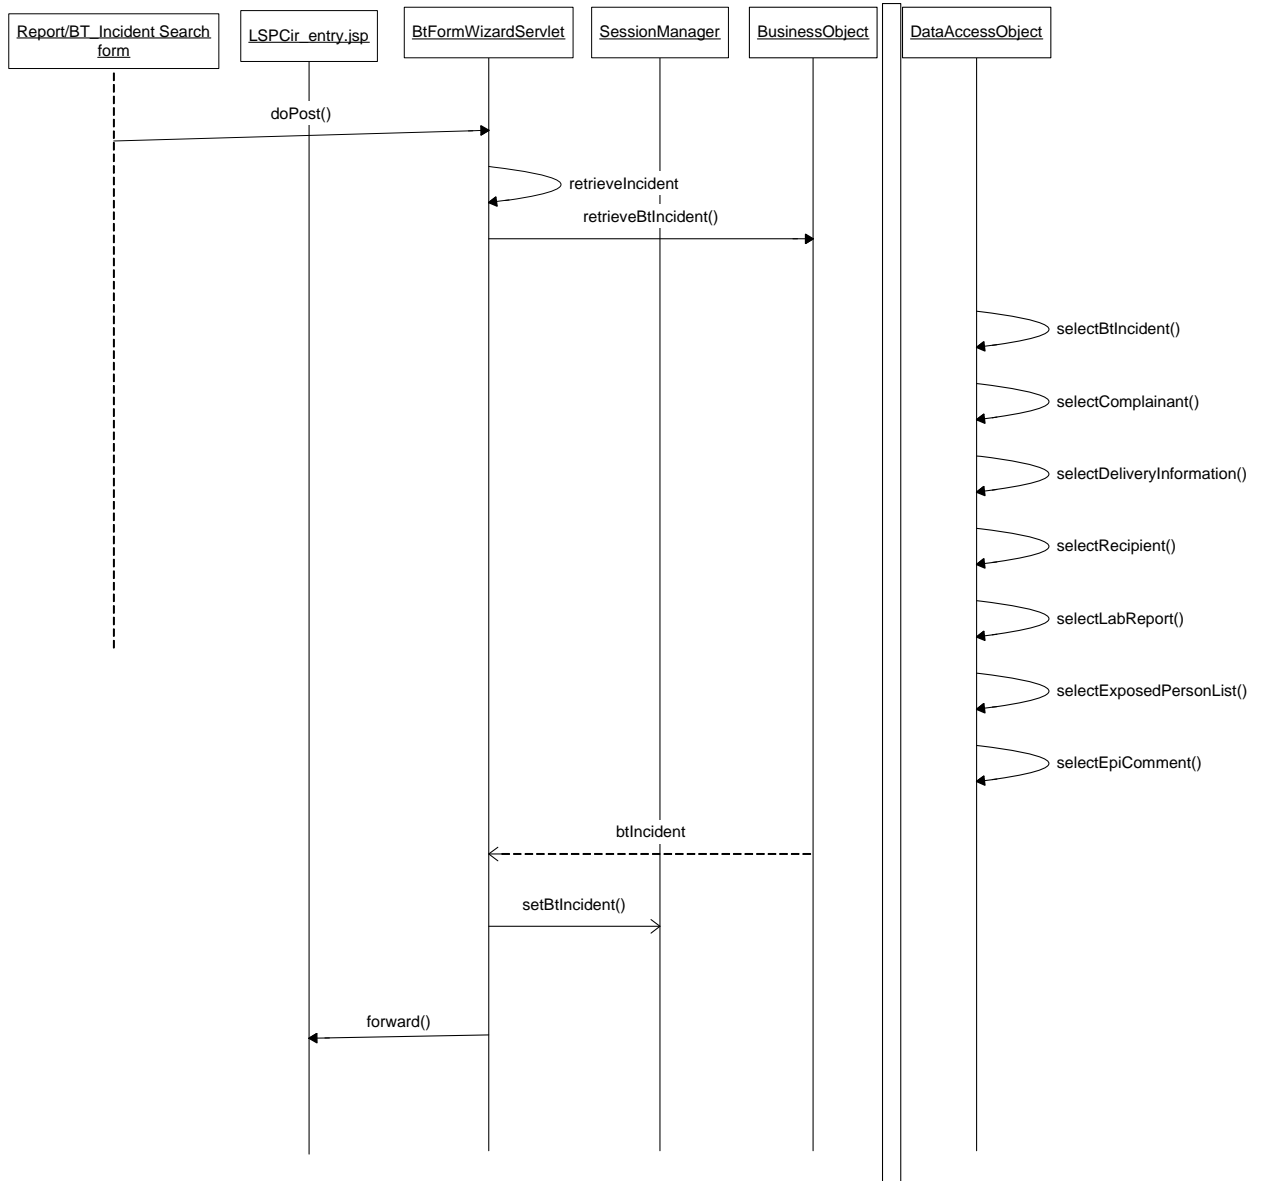 Report/BT_Incident Search
form
LSPCir_entry.jsp
BtFormWizardServlet
SessionManager
BusinessObject
DataAccessObject
doPost()
retrieveIncident
retrieveBtIncident()
selectBtIncident()
selectComplainant()
selectDeliveryInformation()
selectRecipient()
selectLabReport()
selectExposedPersonList()
selectEpiComment()
btIncident
setBtIncident()
forward()